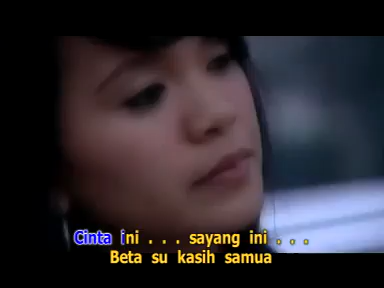 Cinta ini . . . sayang ini . . .
Beta su kasih samua